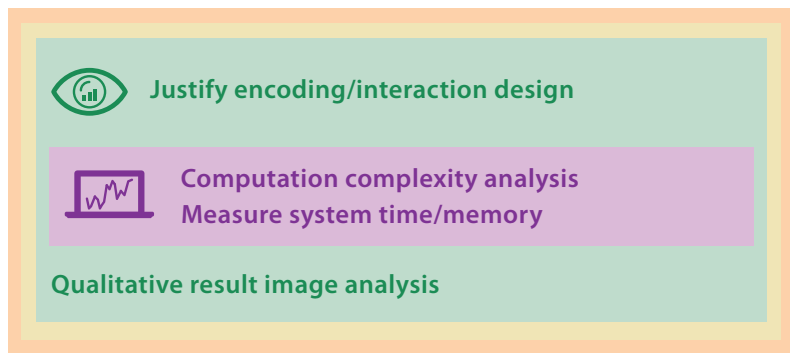 Justify encoding/interaction design
Computation complexity analysis
Measure system time/memory
Qualitative result image analysis